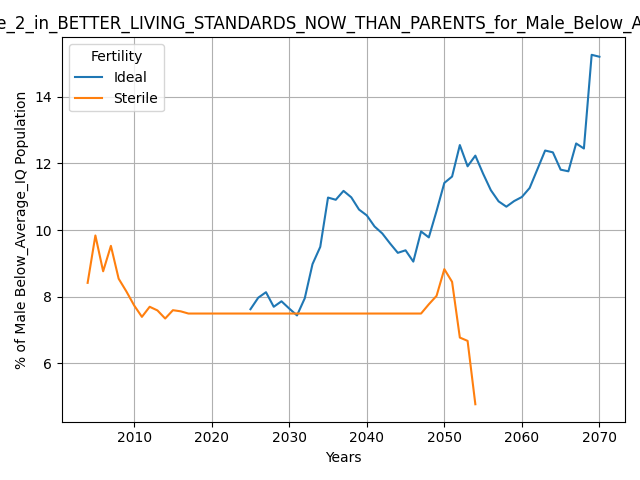 e_2_in_BETTER_LIVING_STANDARDS_NOW_THAN_PARENTS_for_Male_Below_A
Fertility
Ideal
Sterile
% of Male Below_Average_IQ Population
14
12
10
8
6
2010 2020 2030 2040 2050 2060 2070
Years